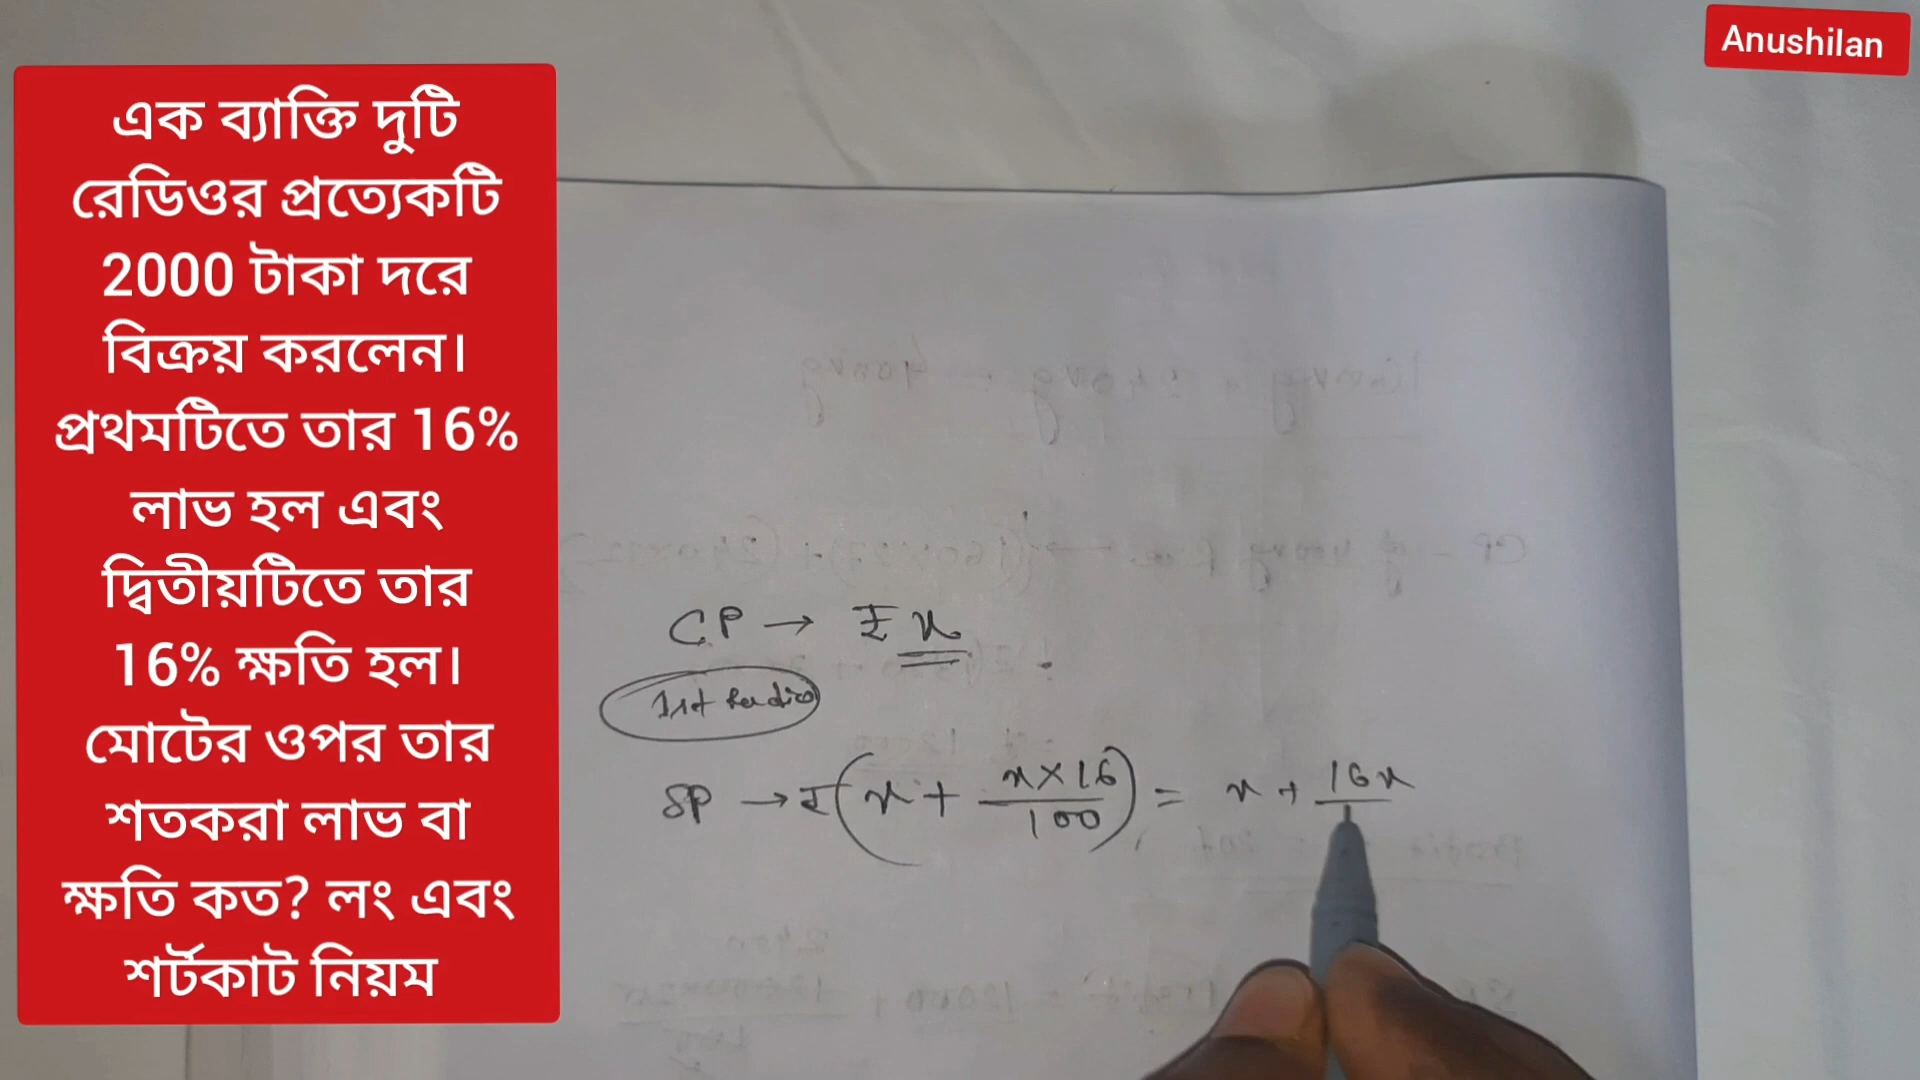 Anushilan
এক ব্যাক্তি দুটি
রেডিওর প্রত্যেকটি
2000 টাকা দরে
বিক্রয় করলেন।
প্রথমটিতে তার 16%
লাভ হল এবং
দ্বিতীয়টিতে তার
16% ক্ষতি হল।
মোটের ওপর তার
শতকরা লাভ বা
ক্ষতি কত? লং এবং
শর্টকাট নিয়ম
CP → ₹ x
1st Radio
SP → ₹ (x + x×16/100) = x + 16x